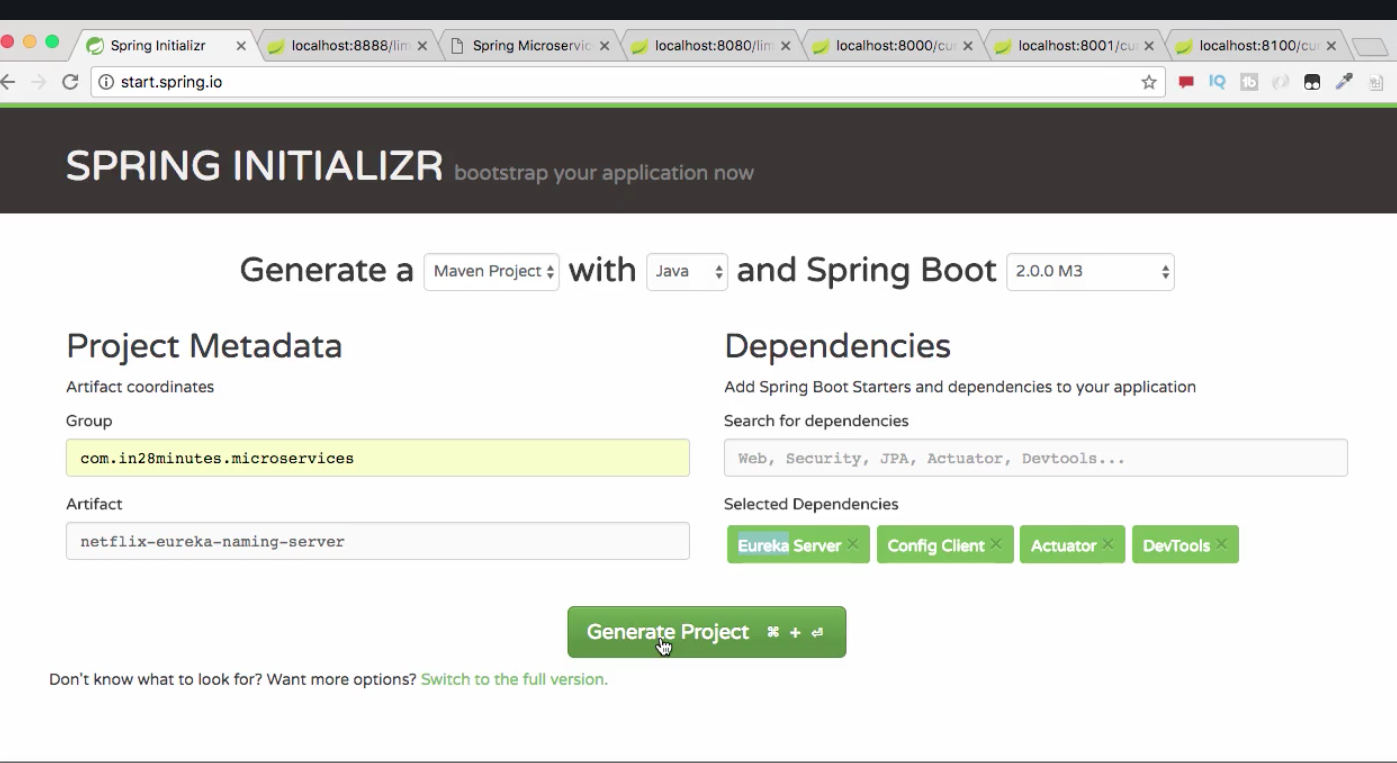 Spring Initializr
localhost:8888/lim
Spring Microservic
localhost:8080/lim
localhost:8000/cu
localhost:8001/cu
localhost:8100/cu
start.spring.io
IQ
SPRING INITIALIZR bootstrap your application now
Generate a Maven Project with Java and Spring Boot 2.0.0 M3
Project Metadata
Artifact coordinates
Group
com.in28minutes.microservices
Artifact
netflix-eureka-naming-server
Dependencies
Add Spring Boot Starters and dependencies to your application
Search for dependencies
Web, Security, JPA, Actuator, Devtools...
Selected Dependencies
Eureka Server × Config Client × Actuator × DevTools ×
Generate Project ⌘ + ⏎
Don't know what to look for? Want more options? Switch to the full version.